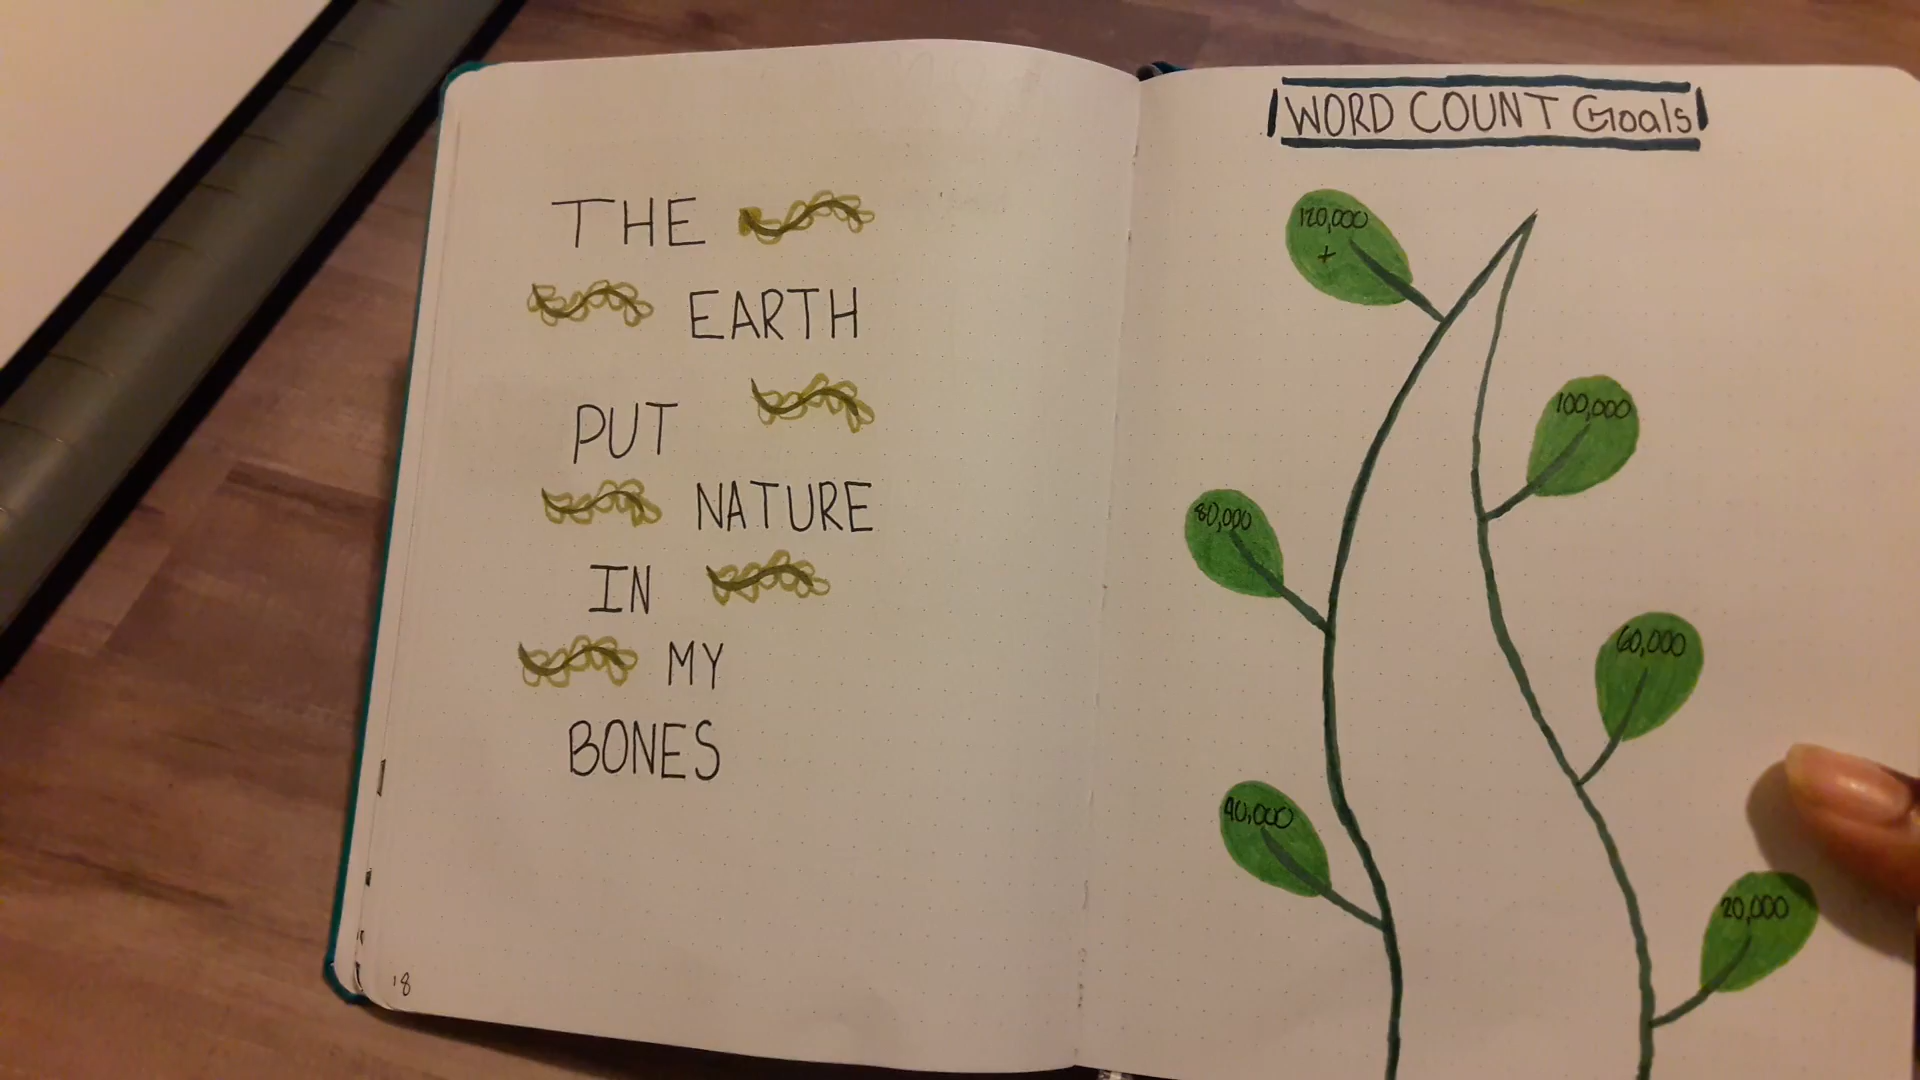 THE
EARTH
PUT
NATURE
IN
MY
BONES
18
WORD COUNT Goals
120,000
+
100,000
80,000
60,000
40,000
20,000